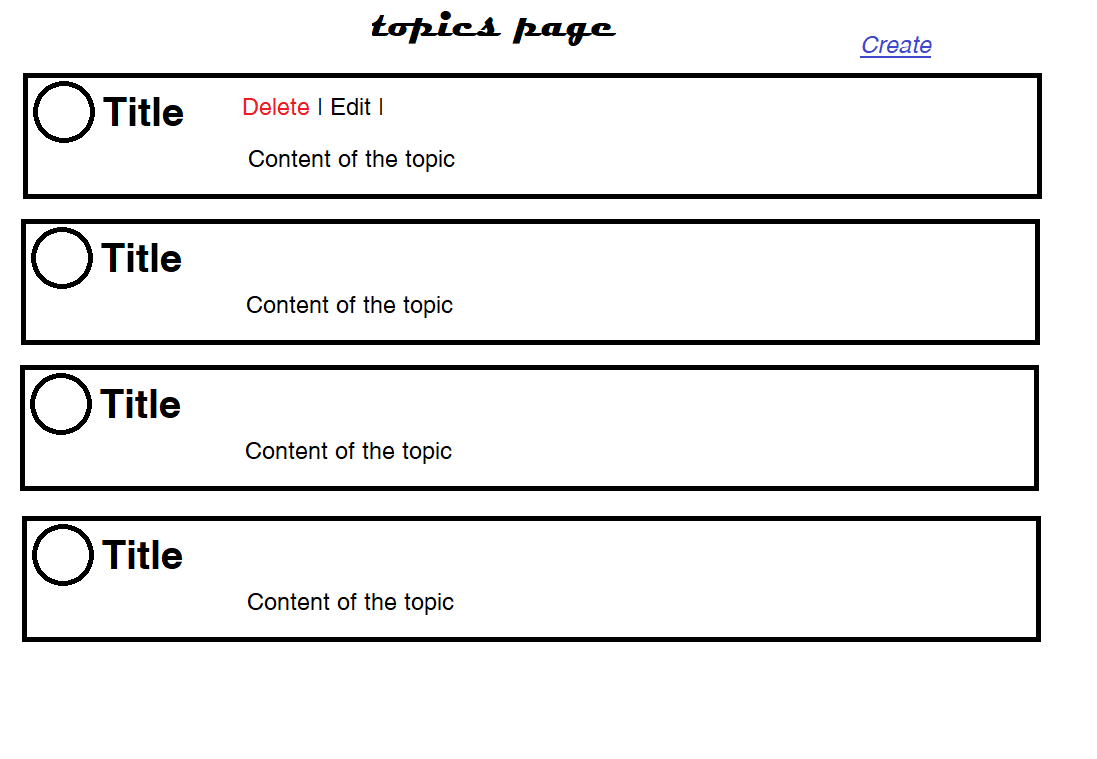 topics page
Create
Title Delete | Edit |
Content of the topic
Title
Content of the topic
Title
Content of the topic
Title
Content of the topic